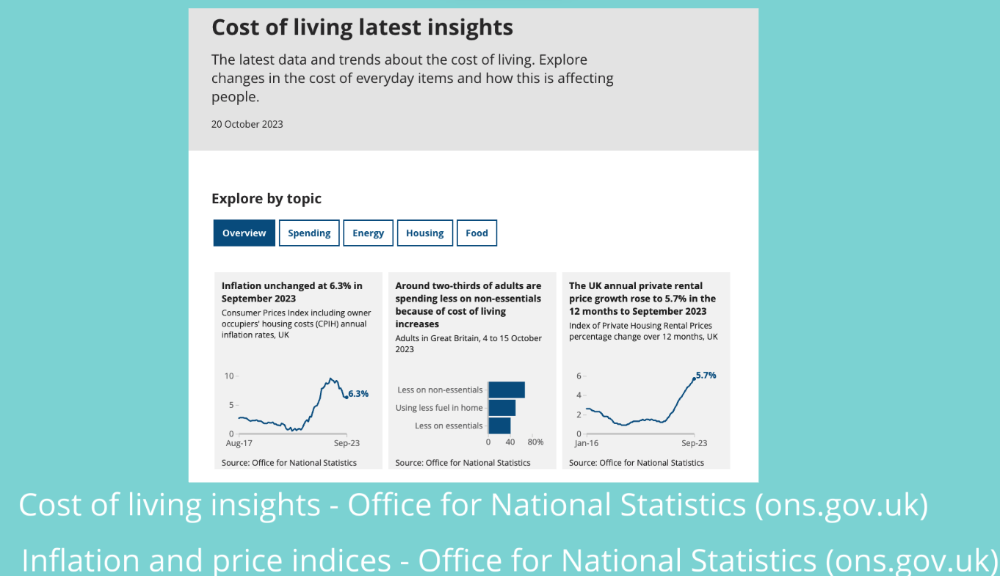 Cost of living latest insights
The latest data and trends about the cost of living. Explore
changes in the cost of everyday items and how this is affecting
people.
20 October 2023
Explore by topic
Overview
Spending
Energy
Housing
Food
Inflation unchanged at 6.3% in
September 2023
Consumer Prices Index including owner
occupiers' housing costs (CPIH) annual
inflation rates, UK
10
6.3%
5
0
Aug-17 Sep-23
Source: Office for National Statistics
Around two-thirds of adults are
spending less on non-essentials
because of cost of living
increases
Adults in Great Britain, 4 to 15 October
2023
Less on non-essentials
Using less fuel in home
Less on essentials
0 40 80%
Source: Office for National Statistics
The UK annual private rental
price growth rose to 5.7% in the
12 months to September 2023
Index of Private Housing Rental Prices
percentage change over 12 months, UK
6 5.7%
4
2
0
Jan-16 Sep-23
Source: Office for National Statistics
Cost of living insights - Office for National Statistics (ons.gov.uk)
Inflation and price indices - Office for National Statistics (ons.gov.uk)